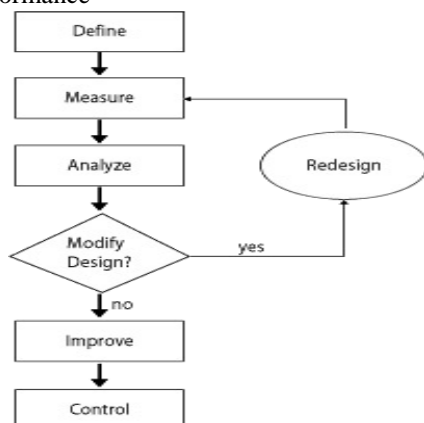 Define
Measure
Analyze
Redesign
Modify
Design?
yes
no
Improve
Control